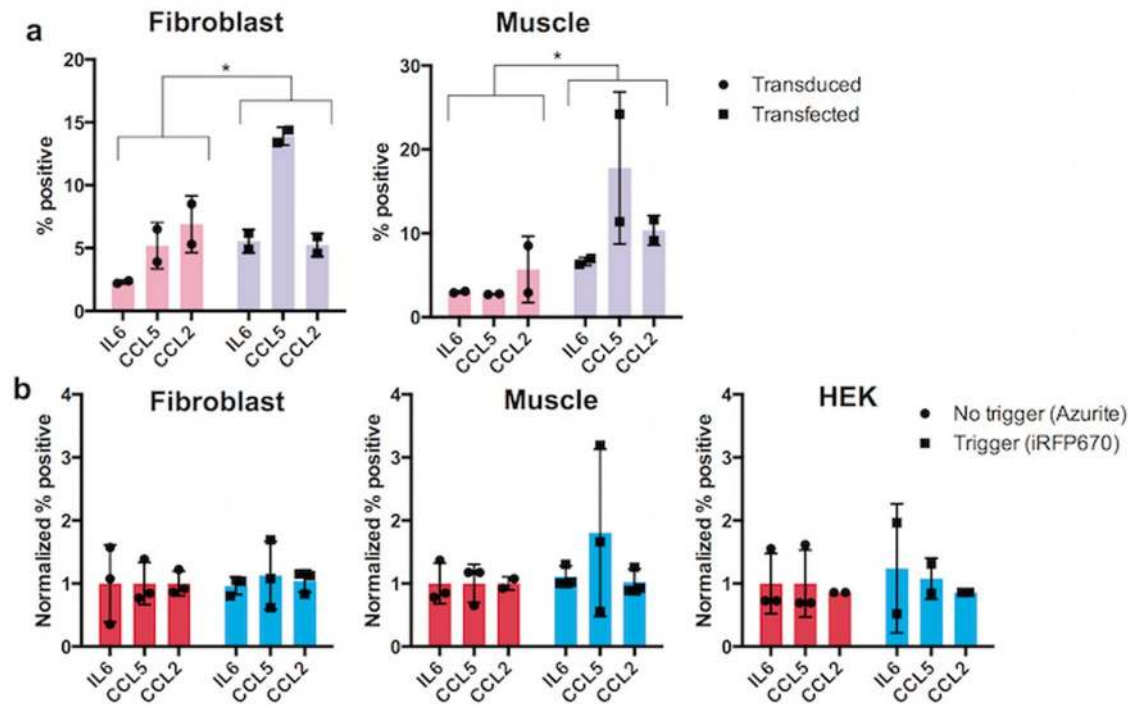 a
Fibroblast
Muscle
% positive
20
15
10
5
0
*
IL6
CCL5
CCL2
IL6
CCL5
CCL2
% positive
30
20
10
0
*
IL6
CCL5
CCL2
IL6
CCL5
CCL2
Transduced
Transfected
b
Fibroblast
Muscle
HEK
Normalized % positive
4
3
2
1
0
IL6
CCL5
CCL2
IL6
CCL5
CCL2
Normalized % positive
4
3
2
1
0
IL6
CCL5
CCL2
IL6
CCL5
CCL2
Normalized % positive
4
3
2
1
0
IL6
CCL5
CCL2
IL6
CCL5
CCL2
No trigger (Azurite)
Trigger (iRFP670)